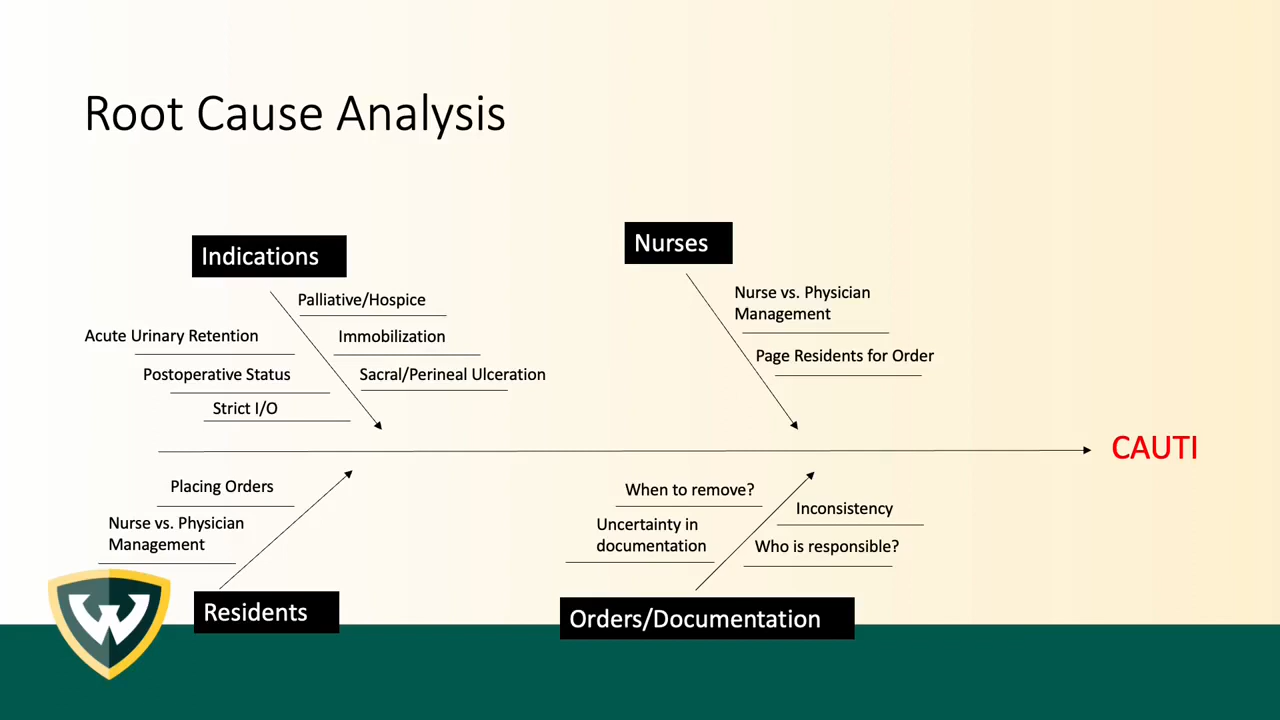 Root Cause Analysis
Indications
Palliative/Hospice
Acute Urinary Retention
Immobilization
Postoperative Status
Sacral/Perineal Ulceration
Strict I/O
Nurses
Nurse vs. Physician
Management
Page Residents for Order
CAUTI
Placing Orders
Nurse vs. Physician
Management
Residents
When to remove?
Inconsistency
Uncertainty in
documentation
Who is responsible?
Orders/Documentation
W